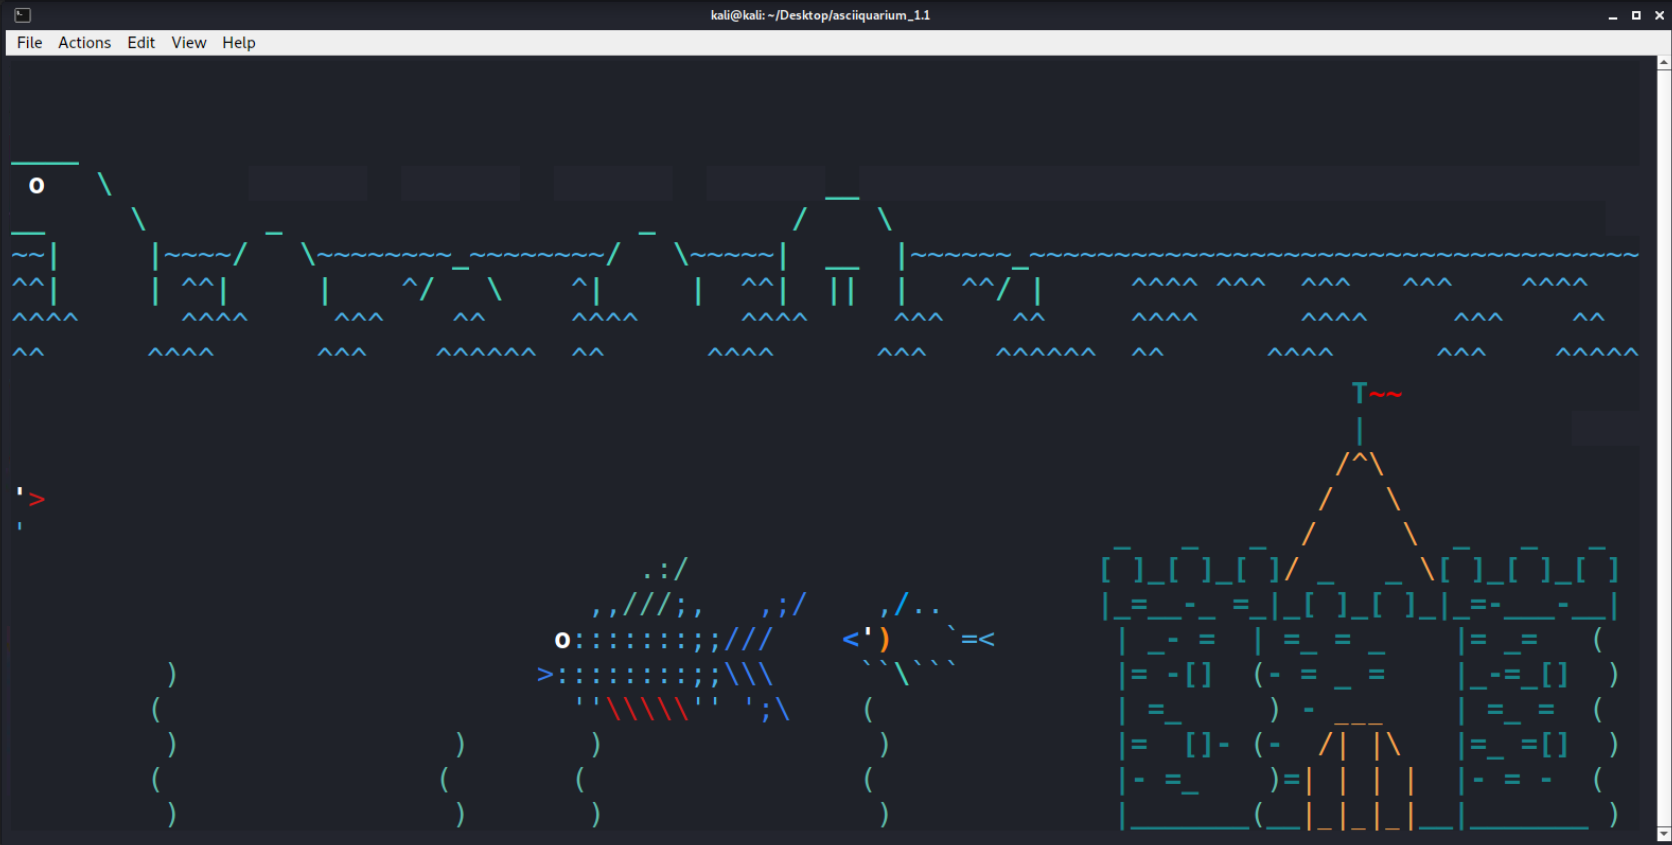 kali@kali: ~/Desktop/asciiquarium_1.1
File Actions Edit View Help